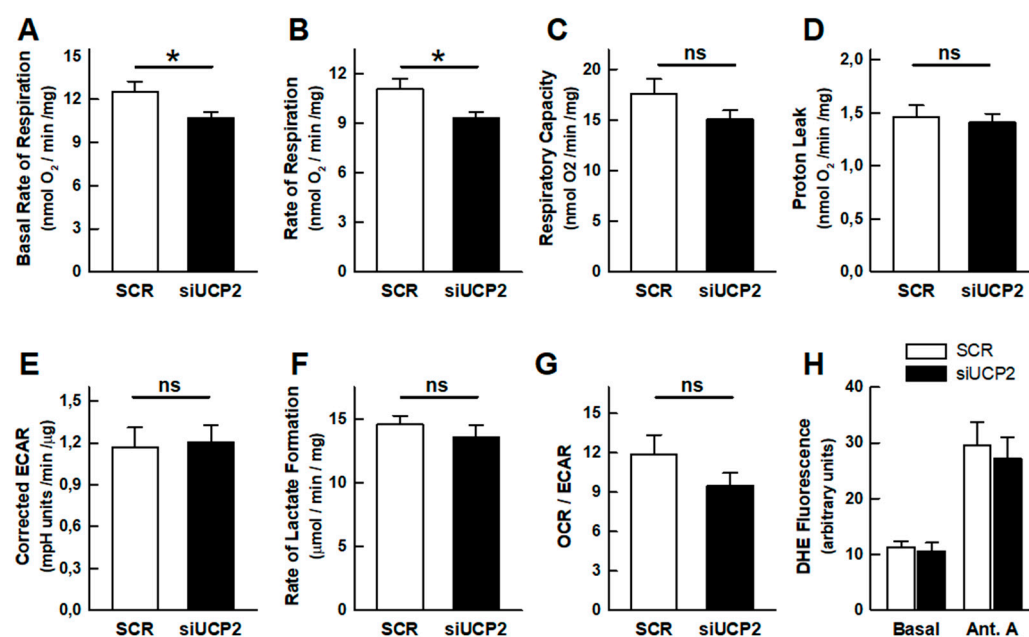 A
Basal Rate of Respiration
(nmol O₂ / min /mg)
15
12
9
6
3
0
*
SCR siUCP2
B
Rate of Respiration
(nmol O₂ / min /mg)
12
9
6
3
0
*
SCR siUCP2
C
Respiratory Capacity
(nmol O2 /min /mg)
20
15
10
5
0
ns
SCR siUCP2
D
Proton Leak
(nmol O₂ /min /mg)
2,0
1,5
1,0
0,5
0,0
ns
SCR siUCP2
E
Corrected ECAR
(mpH units /min /µg)
1,5
1,2
0,9
0,6
0,3
0,0
ns
SCR siUCP2
F
Rate of Lactate Formation
(µmol / min / mg)
15
10
5
0
ns
SCR siUCP2
G
OCR / ECAR
15
12
9
6
3
0
ns
SCR siUCP2
H
SCR
siUCP2
DHE Fluorescence
(arbitrary units)
40
30
20
10
0
Basal Ant. A